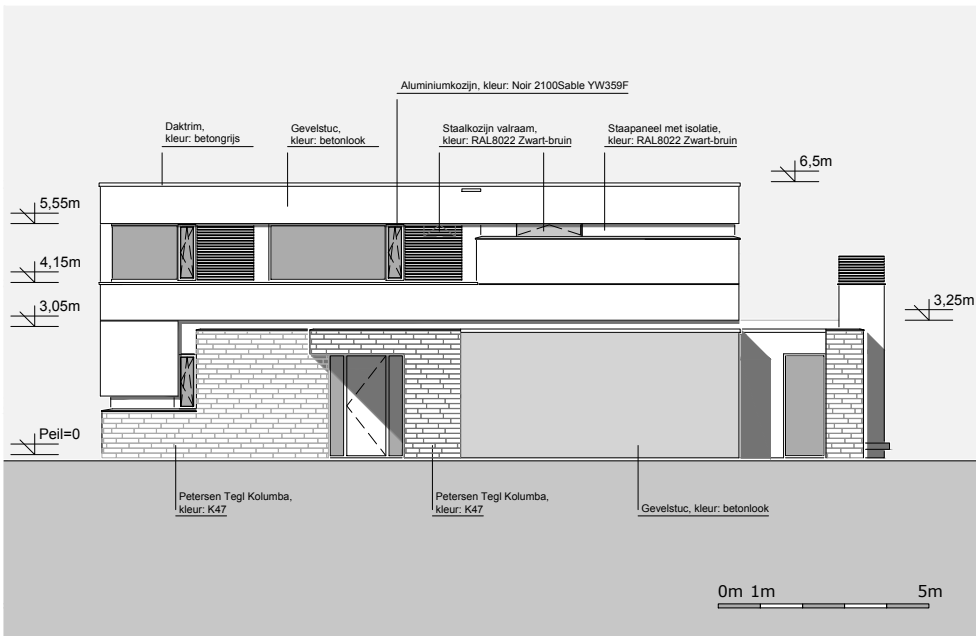 Aluminiumkozijn, kleur: Noir 2100Sable YW359F
Daktrim,
kleur: betongrijs
Gevelstuc,
kleur: betonlook
Staalkozijn valraam,
kleur: RAL8022 Zwart-bruin
Staapaneel met isolatie,
kleur: RAL8022 Zwart-bruin
6,5m
5,55m
4,15m
3,05m
3,25m
Peil=0
Petersen Tegl Kolumba,
kleur: K47
Petersen Tegl Kolumba,
kleur: K47
Gevelstuc, kleur: betonlook
0m 1m 5m